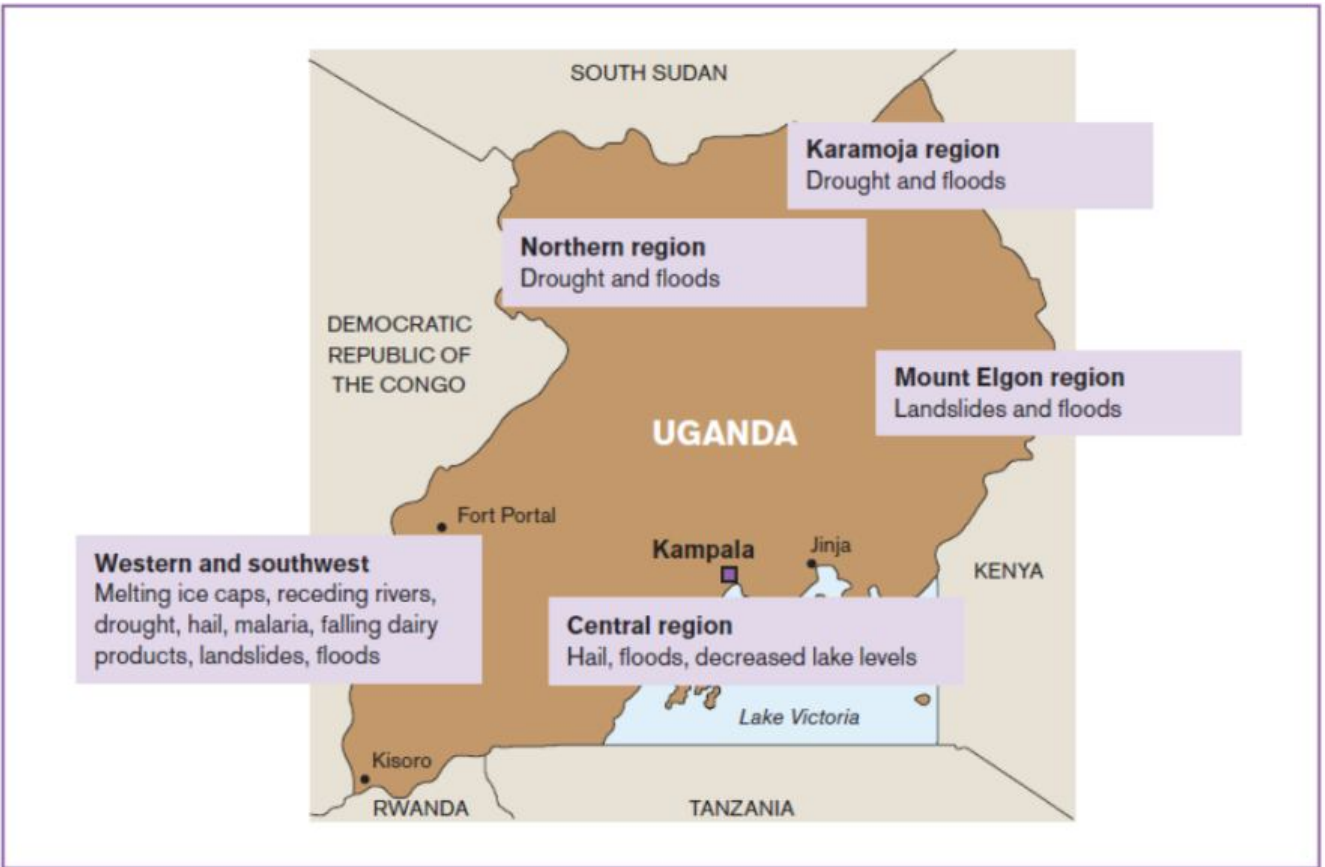 SOUTH SUDAN
Karamoja region
Drought and floods
Northern region
Drought and floods
DEMOCRATIC
REPUBLIC OF
THE CONGO
Mount Elgon region
Landslides and floods
UGANDA
Fort Portal
Kampala
Jinja
KENYA
Western and southwest
Melting ice caps, receding rivers,
drought, hail, malaria, falling dairy
products, landslides, floods
Central region
Hail, floods, decreased lake levels
Lake Victoria
Kisoro
RWANDA
TANZANIA